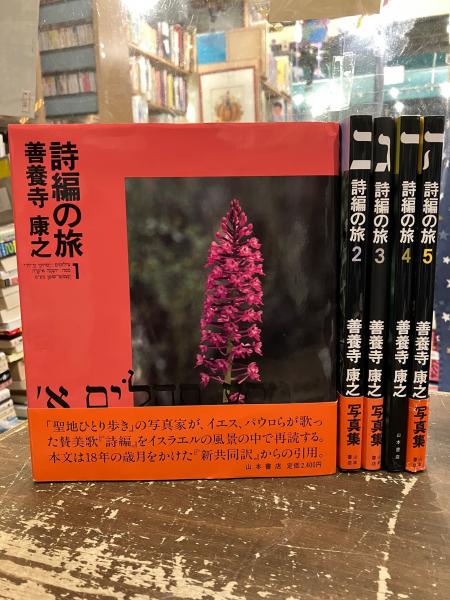 詩編の旅 1
善養寺 康之
「聖地ひとり歩き」の写真家が、イエス、パウロらが歌っ
た賛美歌『詩編』をイスラエルの風景の中で再読する。
本文は18年の歳月をかけた『新共同訳』からの引用。
山本書店 定価2,400円
ב
詩編の旅 2
善養寺 康之
写真集
ג
詩編の旅 3
善養寺 康之
写真集
ד
詩編の旅 4
善養寺 康之
山本書店
ה
詩編の旅 5
善養寺 康之
写真集